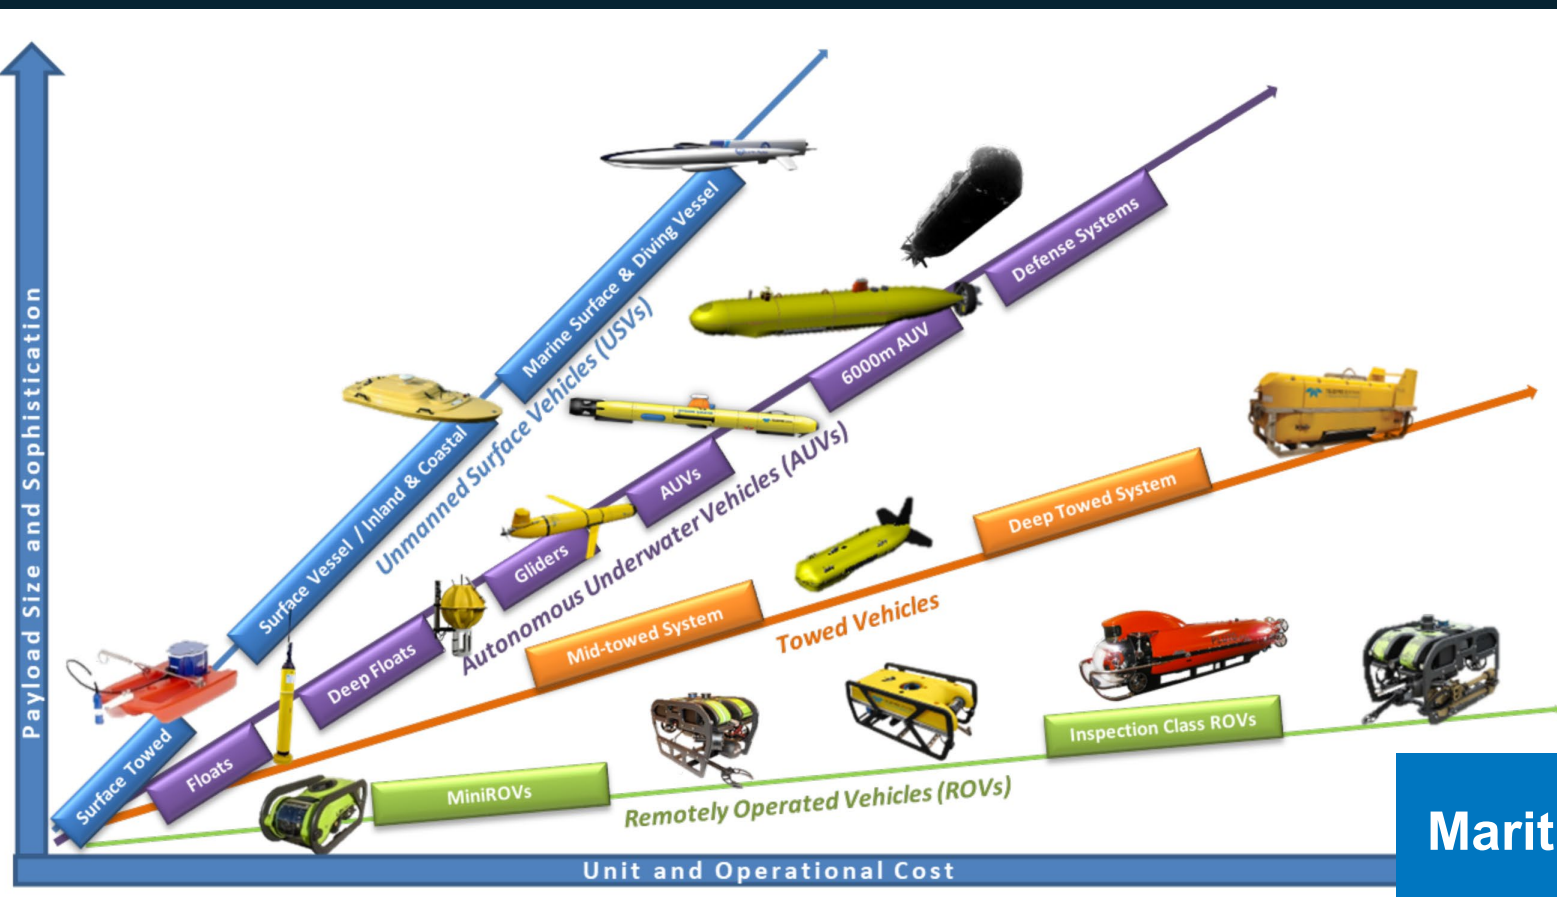 Payload Size and Sophistication
Marine Surface & Diving Vessel
Defense Systems
Unmanned Surface Vehicles (USVs)
6000m AUV
Surface Vessel / Inland & Coastal
AUVs
Autonomous Underwater Vehicles (AUVs)
Gliders
Deep Towed System
Mid-towed System
Towed Vehicles
Deep Floats
Surface Towed
Floats
Inspection Class ROVs
MiniROVs
Remotely Operated Vehicles (ROVs)
Marit
Unit and Operational Cost